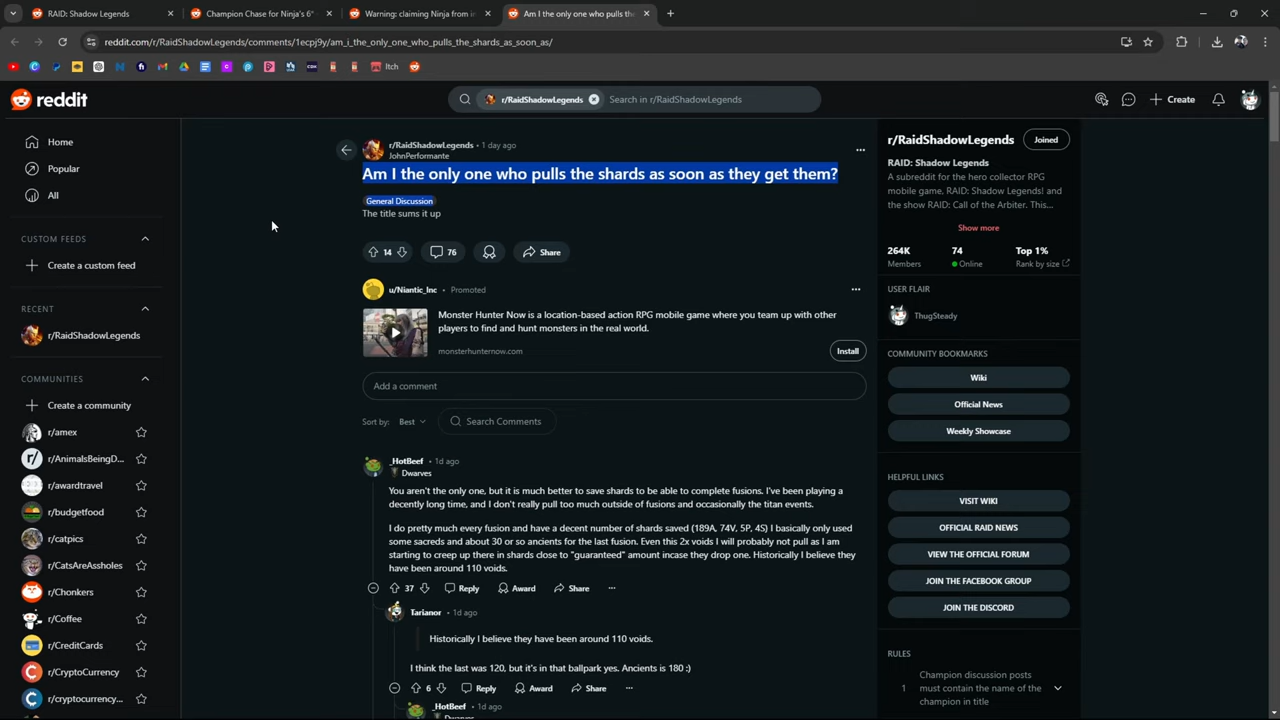 RAID: Shadow Legends
Champion Chase for Ninja's 6*
Warning: claiming Ninja from in
Am I the only one who pulls the
reddit.com/r/RaidShadowLegends/comments/1ecpj9y/am_i_the_only_one_who_pulls_the_shards_as_soon_as/
Itch
reddit
r/RaidShadowLegends
Search in r/RaidShadowLegends
Create
Home
Popular
All
CUSTOM FEEDS
Create a custom feed
RECENT
r/RaidShadowLegends
COMMUNITIES
Create a community
r/amex
r/AnimalsBeingD...
r/awardtravel
r/budgetfood
r/catpics
r/CatsAreAssholes
r/Chonkers
r/Coffee
r/CreditCards
r/CryptoCurrency
r/cryptocurrency...
r/RaidShadowLegends • 1 day ago
JohnPerformante
Am I the only one who pulls the shards as soon as they get them?
General Discussion
The title sums it up
14
76
Share
u/Niantic_Inc • Promoted
Monster Hunter Now is a location-based action RPG mobile game where you team up with other
players to find and hunt monsters in the real world.
monsterhunternow.com
Install
Add a comment
Sort by: Best
Search Comments
_HotBeef • 1d ago
Dwarves
You aren't the only one, but it is much better to save shards to be able to complete fusions. I've been playing a
decently long time, and I don't really pull too much outside of fusions and occasionally the titan events.
I do pretty much every fusion and have a decent number of shards saved (189A, 74V, 5P, 4S) I basically only used
some sacreds and about 30 or so ancients for the last fusion. Even this 2x voids I will probably not pull as I am
starting to creep up there in shards close to "guaranteed" amount incase they drop one. Historically I believe they
have been around 110 voids.
37
Reply
Award
Share
Tarianor • 1d ago
Historically I believe they have been around 110 voids.
I think the last was 120, but it's in that ballpark yes. Ancients is 180 :)
6
Reply
Award
Share
_HotBeef • 1d ago
Dwarves
r/RaidShadowLegends
Joined
RAID: Shadow Legends
A subreddit for the hero collector RPG
mobile game, RAID: Shadow Legends! and
the show RAID: Call of the Arbiter. This...
Show more
264K
Members
74
Online
Top 1%
Rank by size
USER FLAIR
ThugSteady
COMMUNITY BOOKMARKS
Wiki
Official News
Weekly Showcase
HELPFUL LINKS
VISIT WIKI
OFFICIAL RAID NEWS
VIEW THE OFFICIAL FORUM
JOIN THE FACEBOOK GROUP
JOIN THE DISCORD
RULES
1
Champion discussion posts
must contain the name of the
champion in title